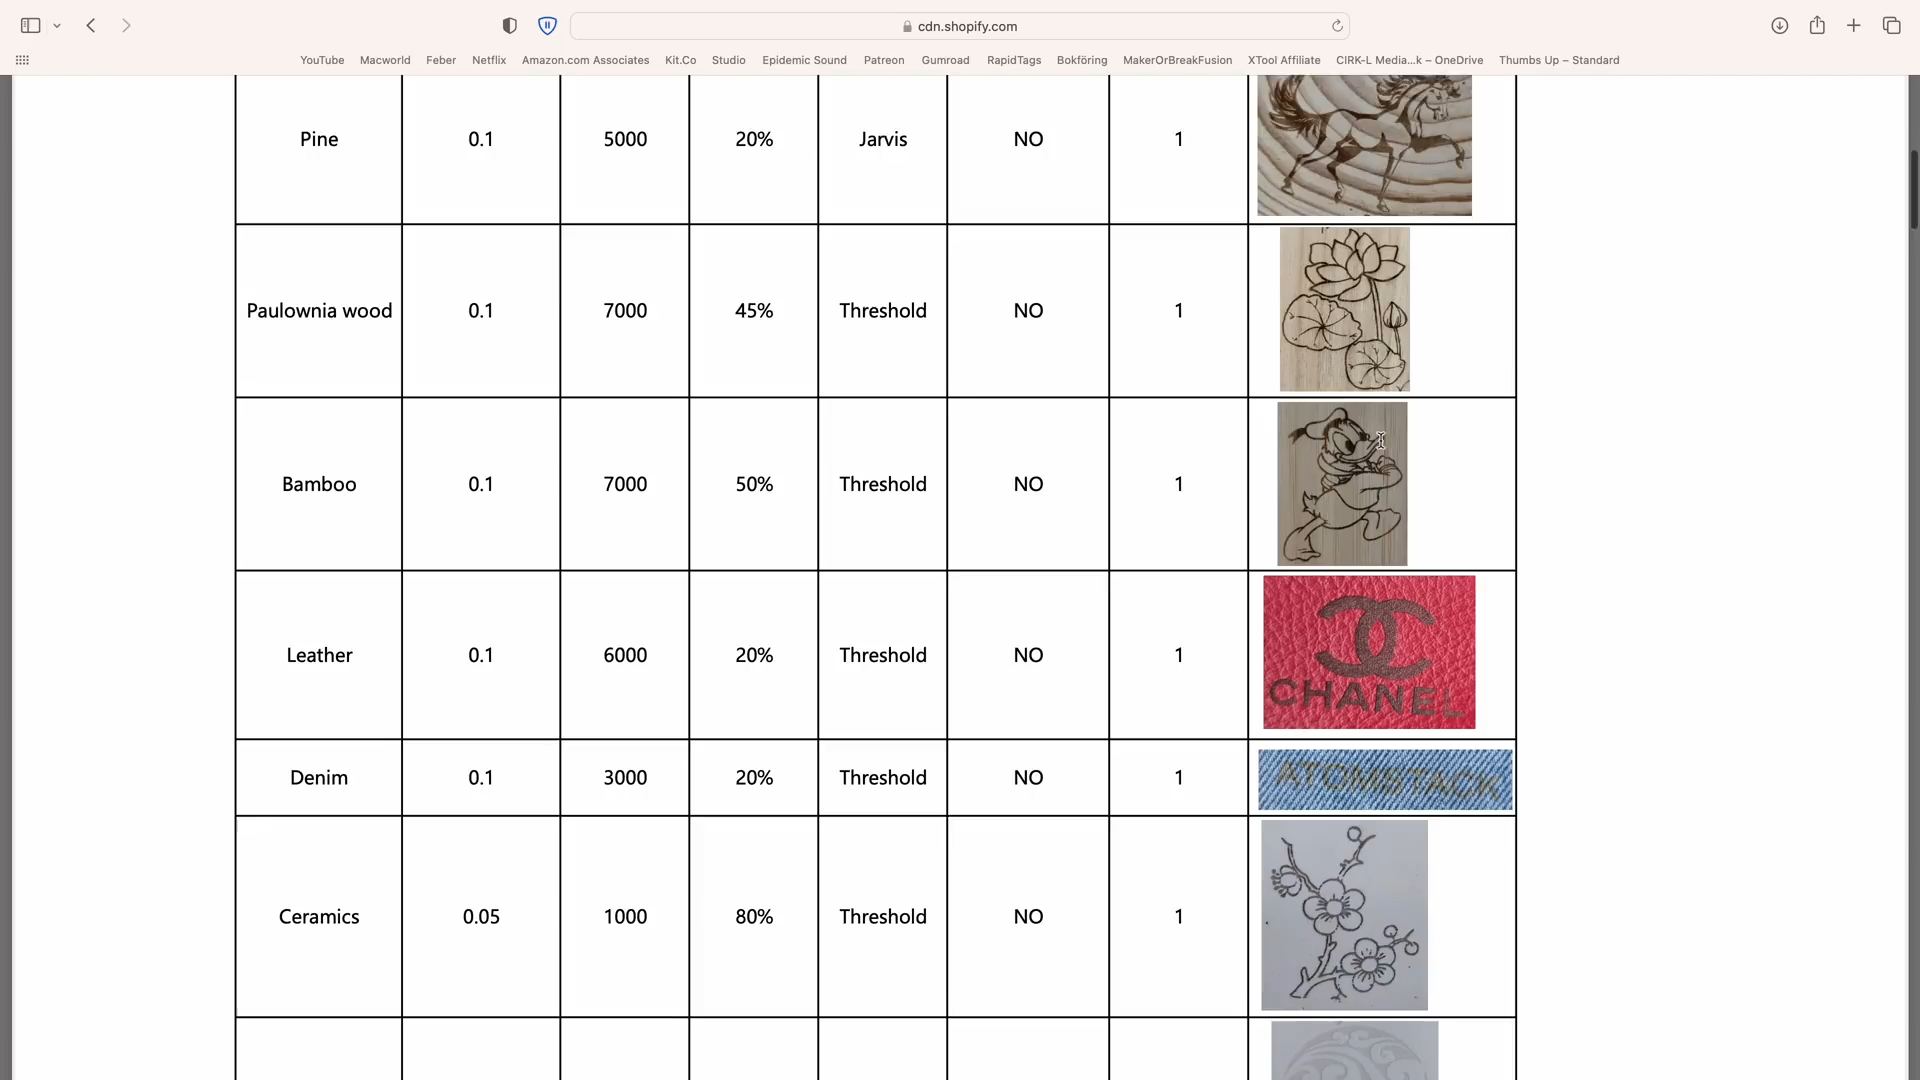 cdn.shopify.com
YouTube Macworld Feber Netflix Amazon.com Associates Kit.Co Studio Epidemic Sound Patreon Gumroad RapidTags Bokföring MakerOrBreakFusion XTool Affiliate CIRK-L Media...k – OneDrive Thumbs Up – Standard
Pine 0.1 5000 20% Jarvis NO 1
Paulownia wood 0.1 7000 45% Threshold NO 1
Bamboo 0.1 7000 50% Threshold NO 1
Leather 0.1 6000 20% Threshold NO 1
CHANEL
Denim 0.1 3000 20% Threshold NO 1
ATOMSTACK
Ceramics 0.05 1000 80% Threshold NO 1